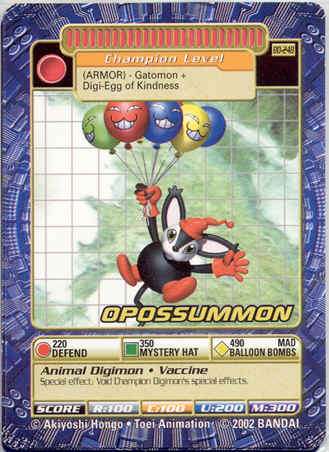 Champion Level
BO-248
(ARMOR) - Gatomon +
Digi-Egg of Kindness
OPOSSUMMON
220 DEFEND
350 MYSTERY HAT
490 MAD BALLOON BOMBS
Animal Digimon • Vaccine
Special effect: Void Champion Digimon's special effects.
SCORE R:100 C:100 U:200 M:300
© Akiyoshi Hongo • Toei Animation © 2002 BANDAI